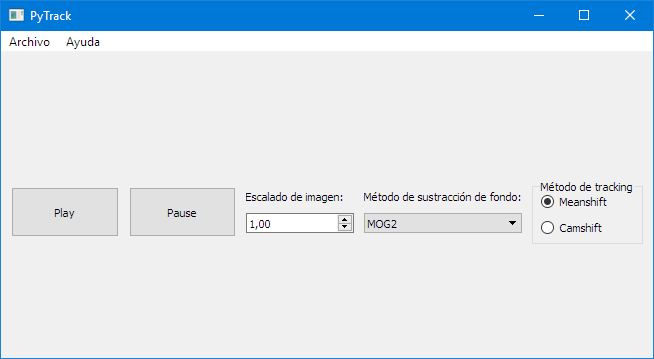 PyTrack
Archivo Ayuda
Play
Pause
Escalado de imagen:
1,00
Método de sustracción de fondo:
MOG2
Método de tracking
Meanshift
Camshift